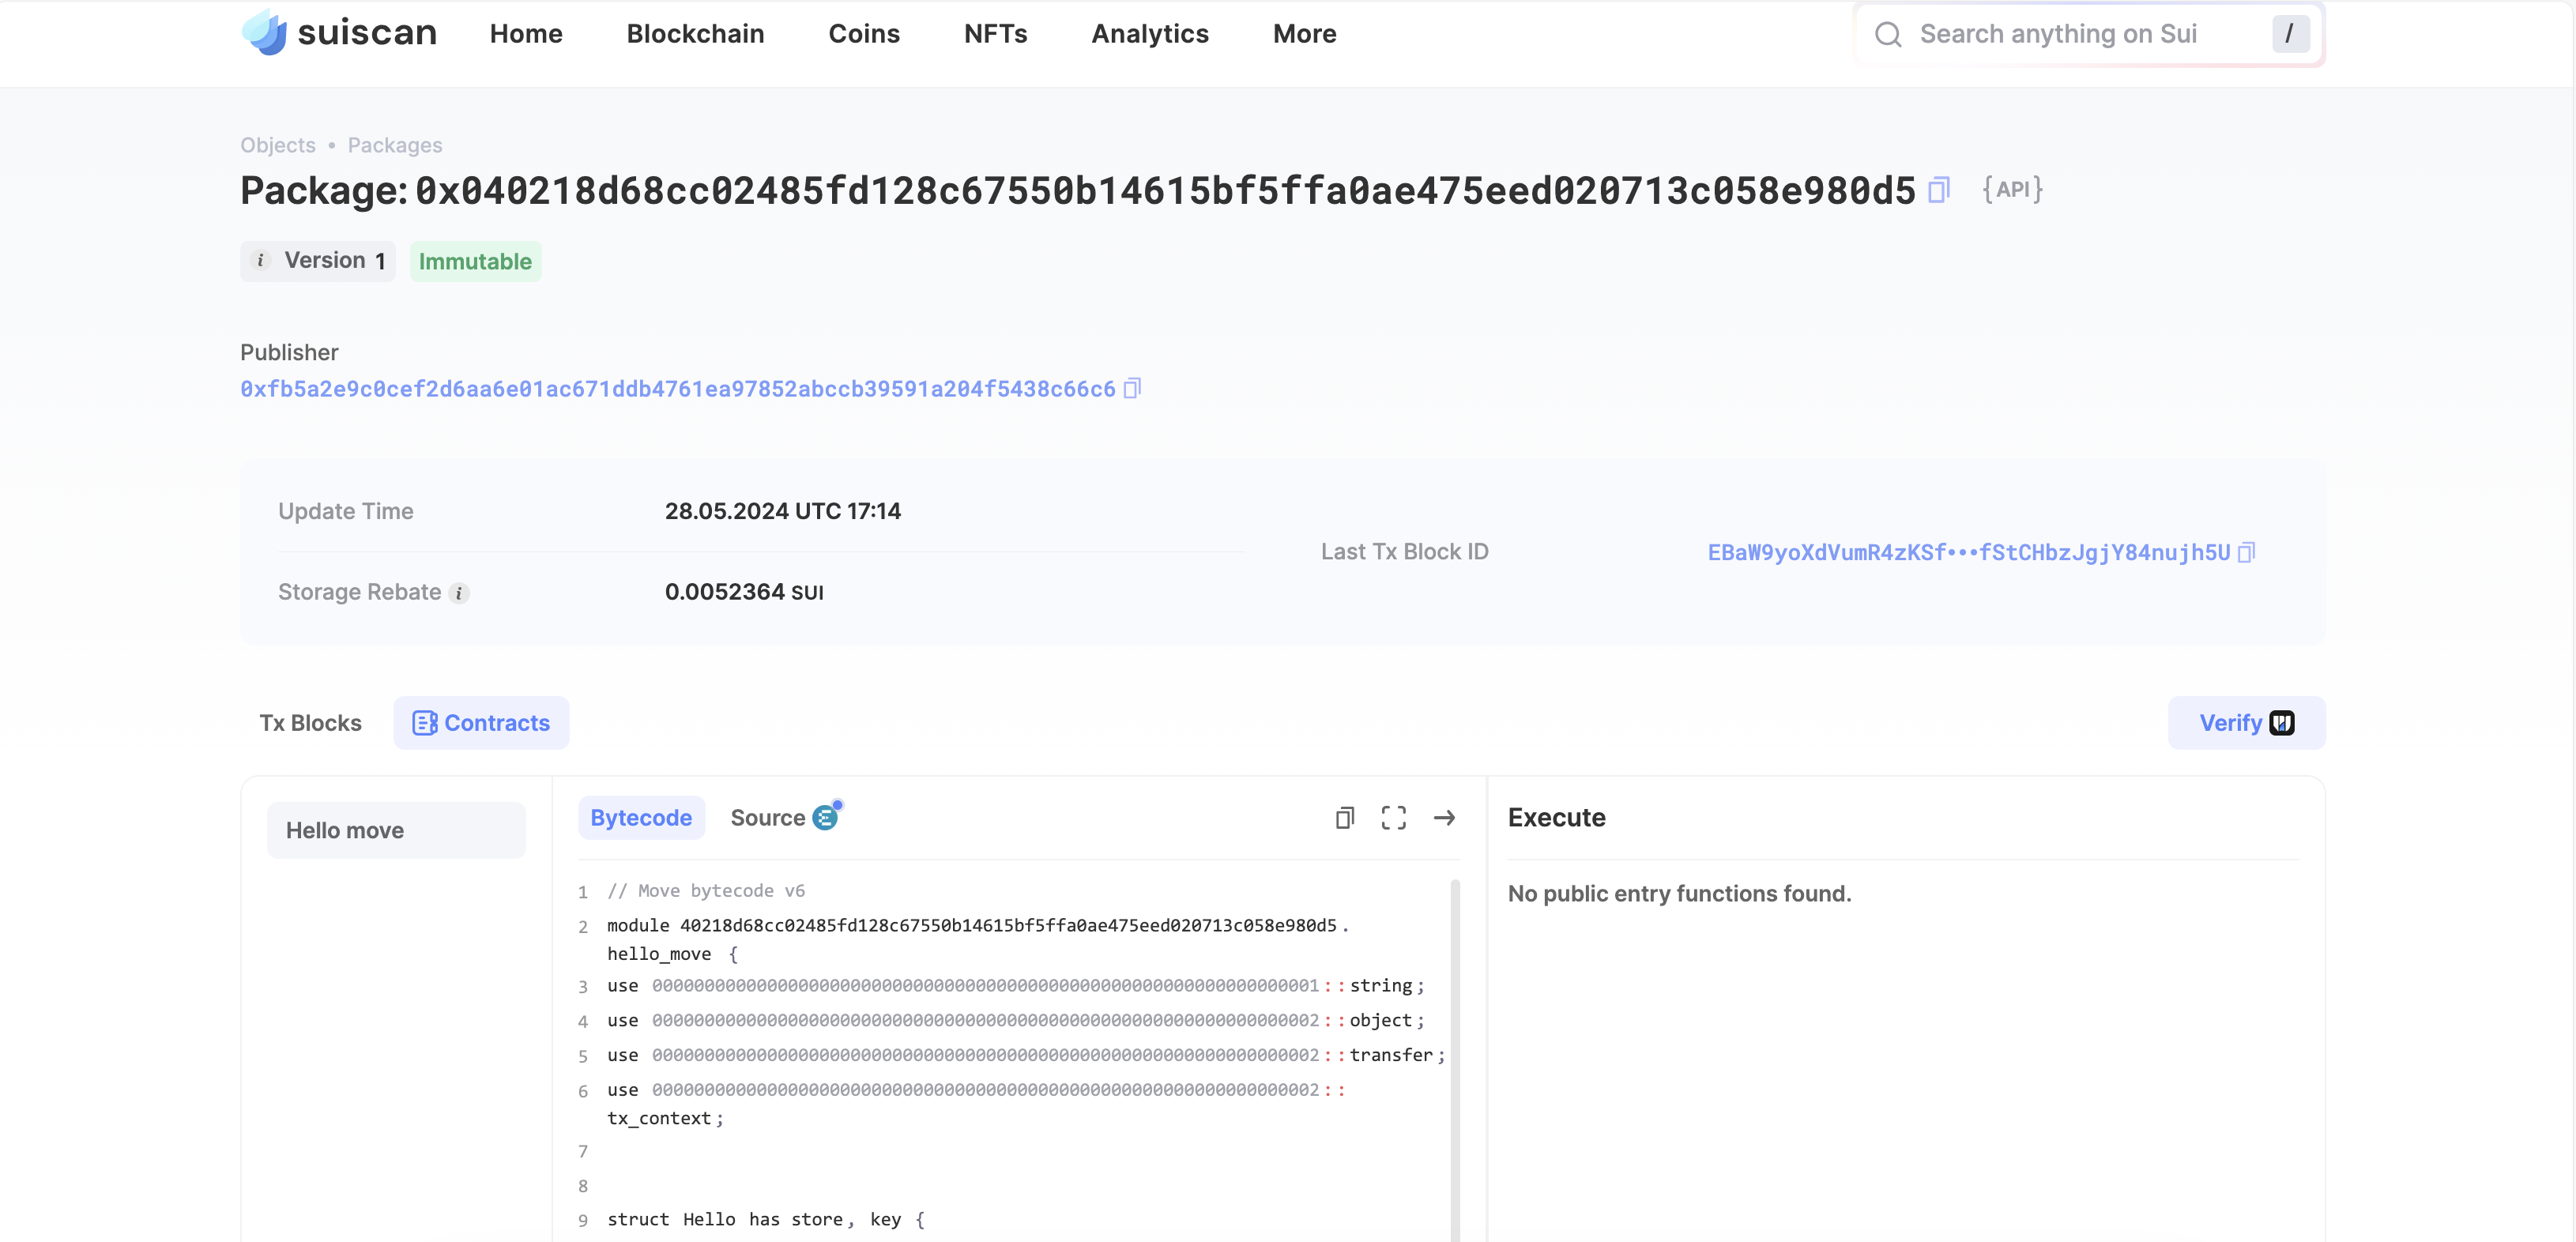 suiscan Home Blockchain Coins NFTs Analytics More Search anything on Sui /
Objects • Packages
Package: 0x040218d68cc02485fd128c67550b14615bf5ffa0ae475eed020713c058e980d5 {API}
i Version 1 Immutable
Publisher
0xfb5a2e9c0cef2d6aa6e01ac671ddb4761ea97852abccb39591a204f5438c66c6
Update Time 28.05.2024 UTC 17:14
Last Tx Block ID EBaW9yoXdVumR4zKSf•••fStCHbzJgjY84nujh5U
Storage Rebate i 0.0052364 SUI
Tx Blocks Contracts Verify
Hello move
Bytecode Source
1 // Move bytecode v6
2 module 40218d68cc02485fd128c67550b14615bf5ffa0ae475eed020713c058e980d5.
hello_move {
3 use 0000000000000000000000000000000000000000000000000000000000000001::string;
4 use 0000000000000000000000000000000000000000000000000000000000000002::object;
5 use 0000000000000000000000000000000000000000000000000000000000000002::transfer;
6 use 0000000000000000000000000000000000000000000000000000000000000002::
tx_context;
7
8
9 struct Hello has store, key {
Execute
No public entry functions found.